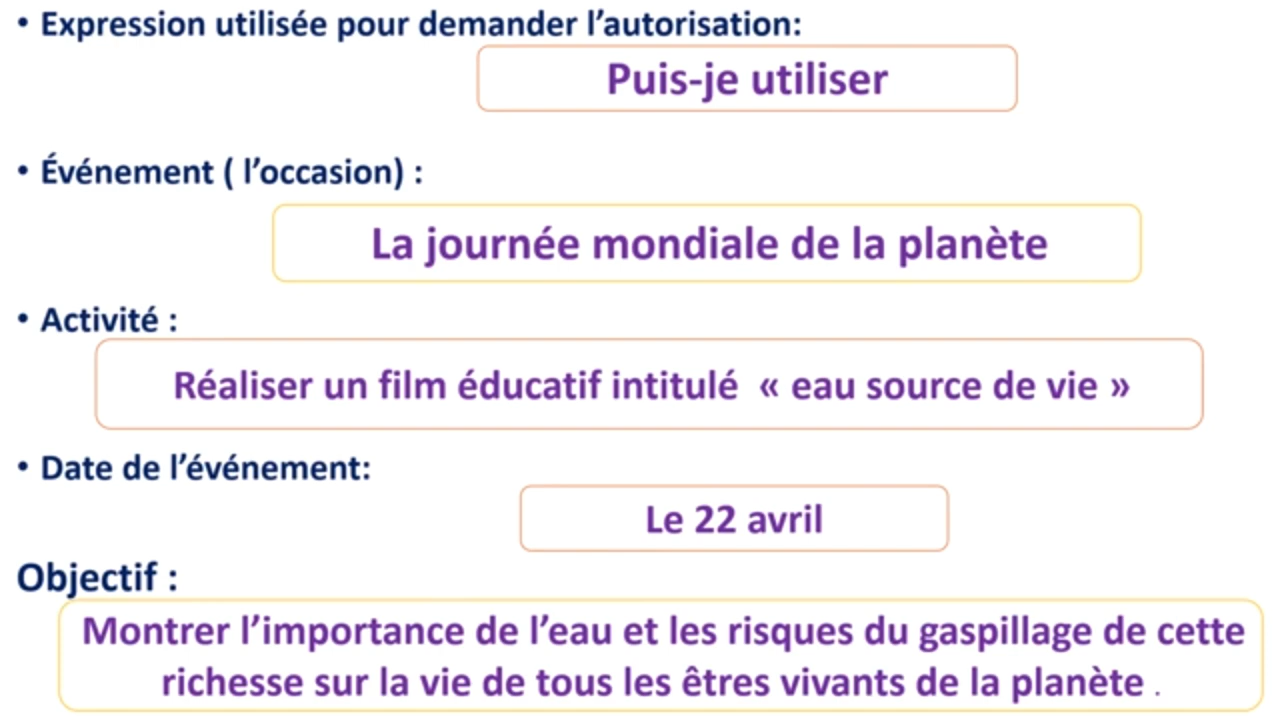 • Expression utilisée pour demander l’autorisation:
Puis-je utiliser
• Événement ( l’occasion) :
La journée mondiale de la planète
• Activité :
Réaliser un film éducatif intitulé « eau source de vie »
• Date de l’événement:
Le 22 avril
Objectif :
Montrer l’importance de l’eau et les risques du gaspillage de cette
richesse sur la vie de tous les êtres vivants de la planète .